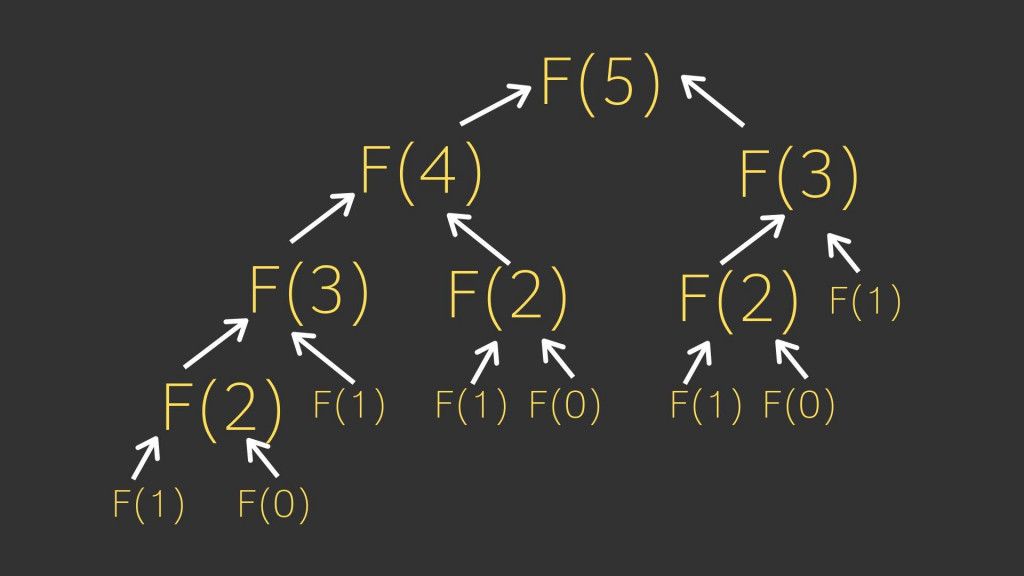 F(5)
F(4) F(3)
F(3) F(2) F(2) F(1)
F(2) F(1) F(1) F(0) F(1) F(0)
F(1) F(0)